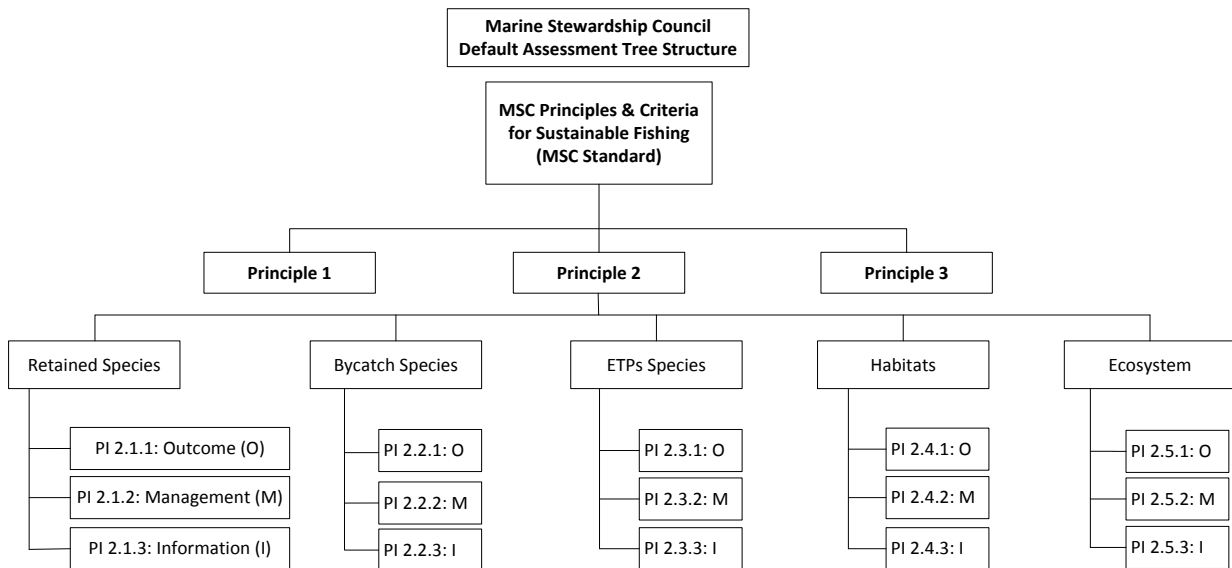 Marine Stewardship Council
Default Assessment Tree Structure
MSC Principles & Criteria
for Sustainable Fishing
(MSC Standard)
Principle 1
Principle 2
Principle 3
Retained Species
Bycatch Species
ETPs Species
Habitats
Ecosystem
PI 2.1.1: Outcome (O)
PI 2.1.2: Management (M)
PI 2.1.3: Information (I)
PI 2.2.1: O
PI 2.2.2: M
PI 2.2.3: I
PI 2.3.1: O
PI 2.3.2: M
PI 2.3.3: I
PI 2.4.1: O
PI 2.4.2: M
PI 2.4.3: I
PI 2.5.1: O
PI 2.5.2: M
PI 2.5.3: I